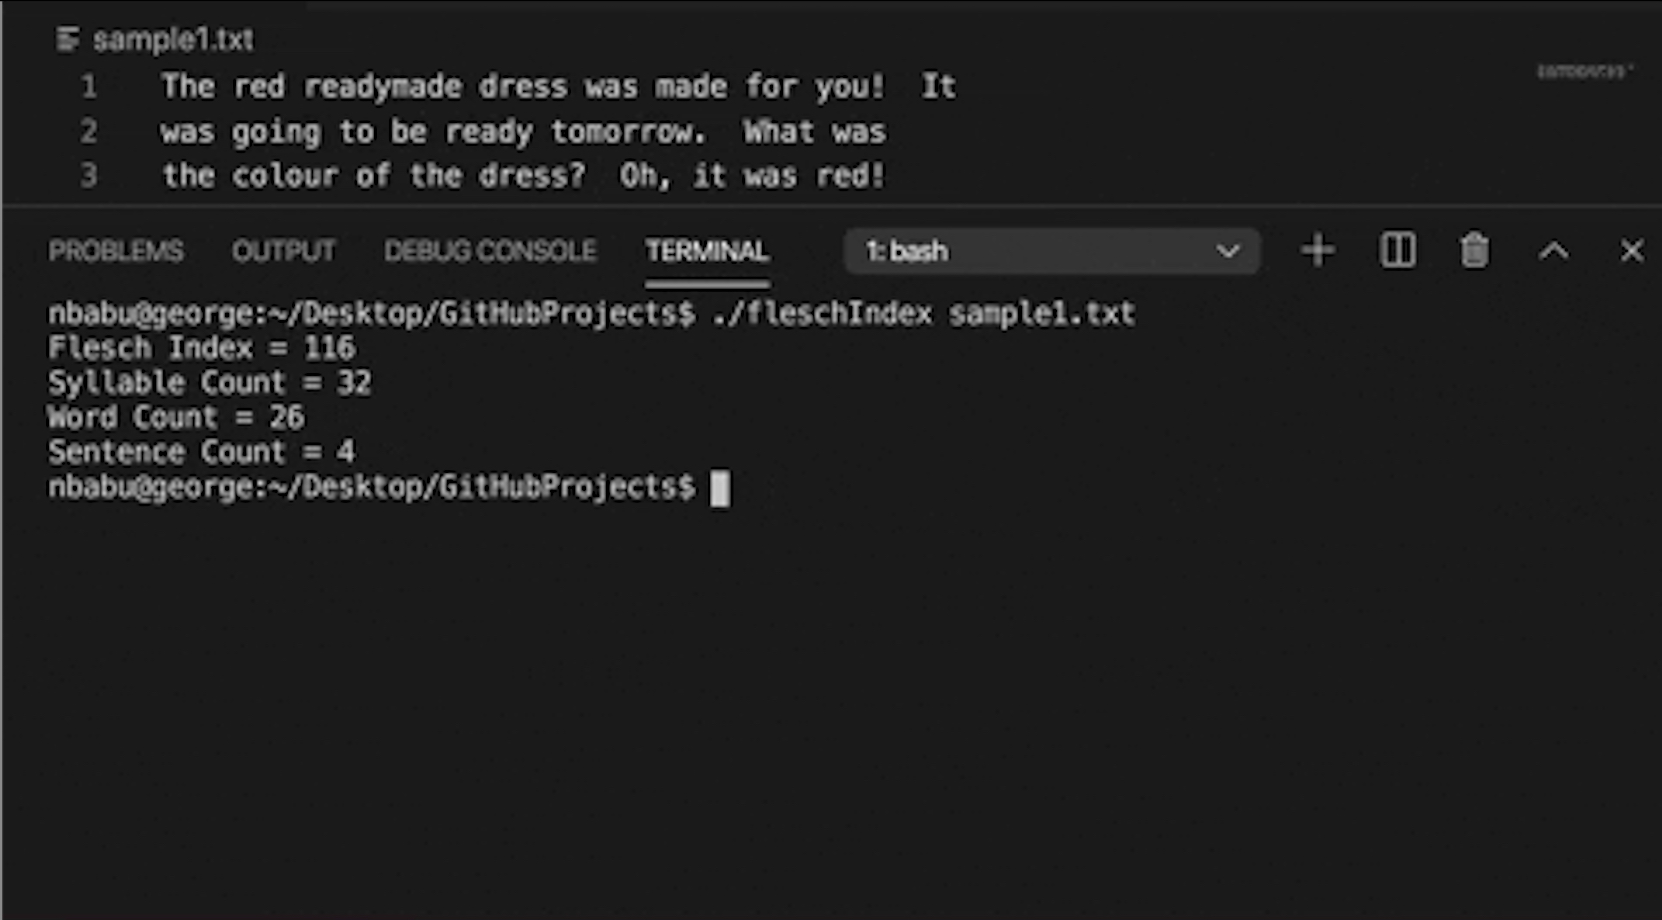 sample1.txt
1 The red readymade dress was made for you!  It
2 was going to be ready tomorrow.  What was
3 the colour of the dress?  Oh, it was red!
PROBLEMS OUTPUT DEBUG CONSOLE TERMINAL 1: bash
nbabu@george:~/Desktop/GitHubProjects$ ./fleschIndex sample1.txt
Flesch Index = 116
Syllable Count = 32
Word Count = 26
Sentence Count = 4
nbabu@george:~/Desktop/GitHubProjects$